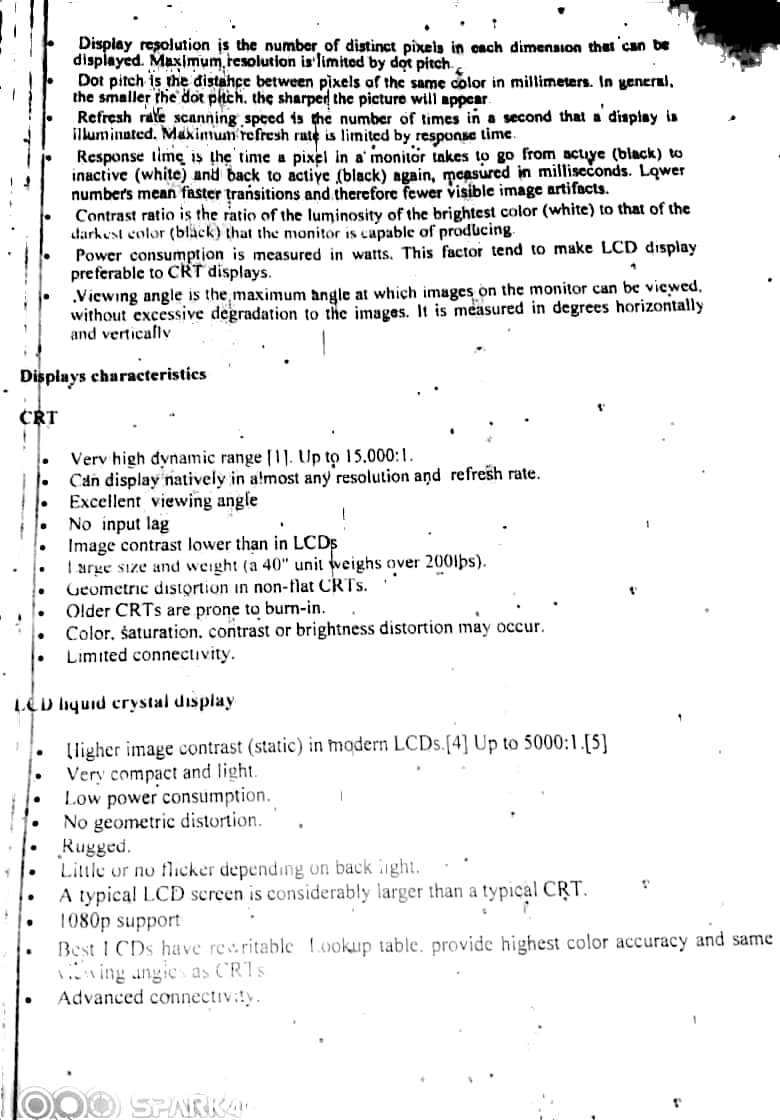 • Display resolution is the number of distinct pixels in each dimension that can be
displayed. Maximum resolution is limited by dot pitch.
• Dot pitch is the distance between pixels of the same color in millimeters. In general,
the smaller the dot pitch, the sharper the picture will appear
• Refresh rate scanning speed is the number of times in a second that a display is
illuminated. Maximum refresh rate is limited by response time.
• Response time is the time a pixel in a monitor takes to go from active (black) to
inactive (white) and back to active (black) again, measured in milliseconds. Lower
numbers mean faster transitions and therefore fewer visible image artifacts.
• Contrast ratio is the ratio of the luminosity of the brightest color (white) to that of the
darkest color (black) that the monitor is capable of producing.
• Power consumption is measured in watts. This factor tend to make LCD display
preferable to CRT displays.
• Viewing angle is the maximum angle at which images on the monitor can be viewed,
without excessive degradation to the images. It is measured in degrees horizontally
and vertically
Displays characteristics
CRT
• Very high dynamic range [1]. Up to 15.000:1.
• Can display natively in almost any resolution and refresh rate.
• Excellent viewing angle
• No input lag
• Image contrast lower than in LCDs
• Large size and weight (a 40" unit weighs over 200lbs).
• Geometric distortion in non-flat CRTs.
• Older CRTs are prone to burn-in.
• Color, saturation, contrast or brightness distortion may occur.
• Limited connectivity.
LCD liquid crystal display
• Higher image contrast (static) in modern LCDs.[4] Up to 5000:1.[5]
• Very compact and light.
• Low power consumption.
• No geometric distortion.
• Rugged.
• Little or no flicker depending on back light.
• A typical LCD screen is considerably larger than a typical CRT.
• 1080p support
• Best LCDs have rewritable Lookup table, provide highest color accuracy and same
viewing angles as CRTs
• Advanced connectivity.
SPARK